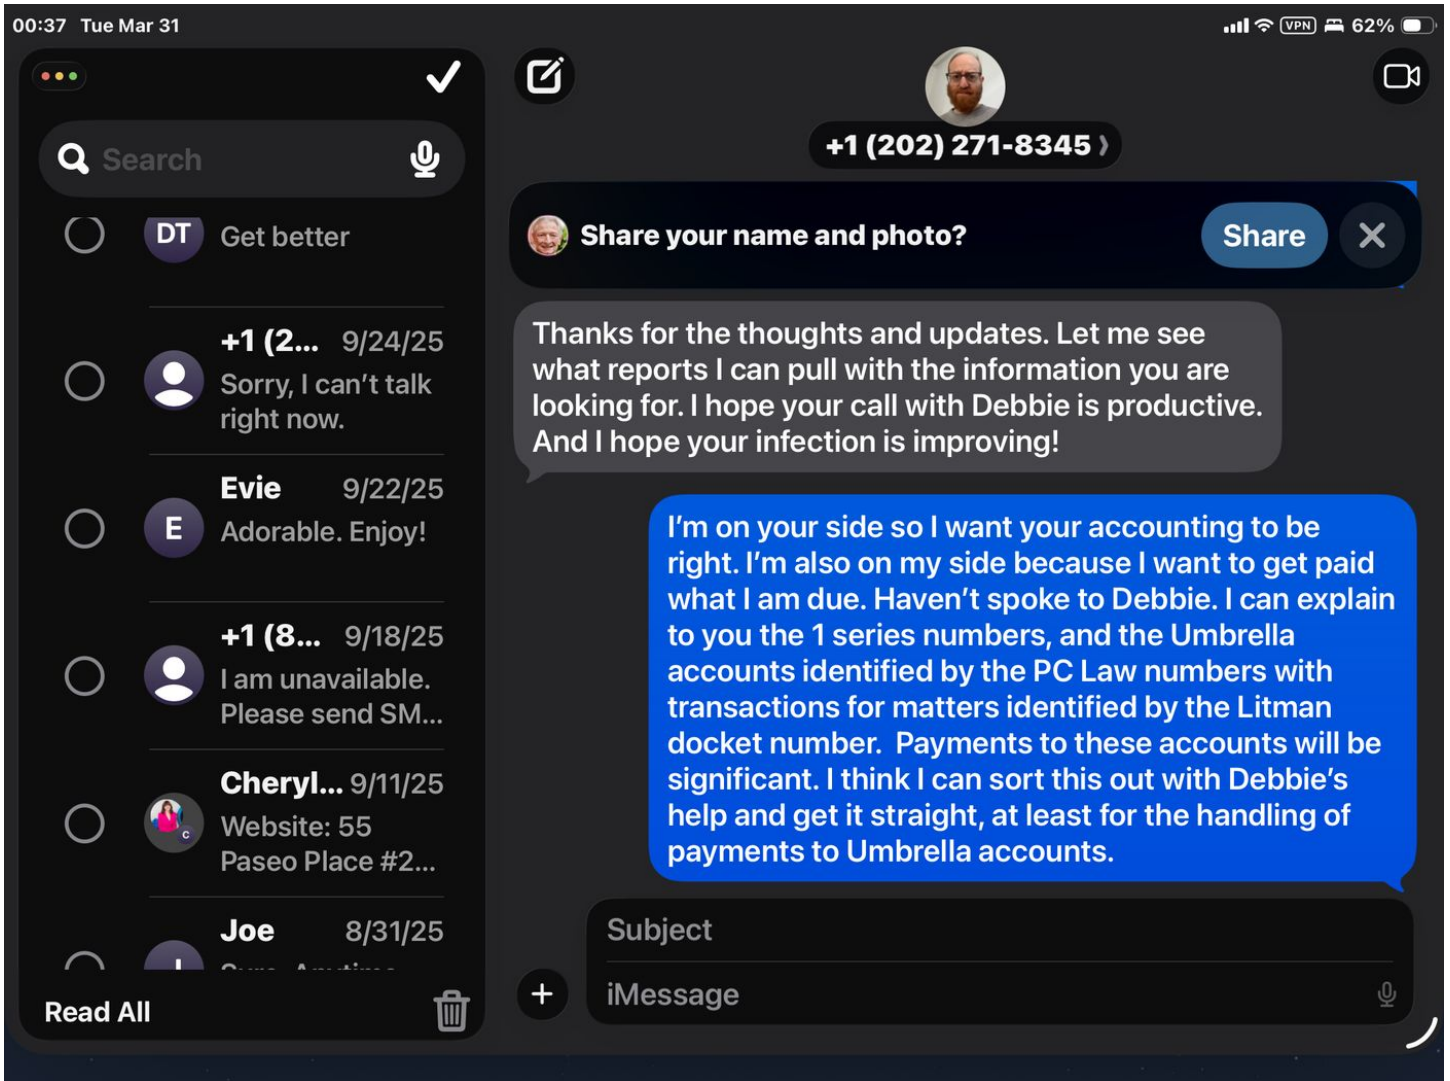 00:37 Tue Mar 31
VPN 62%
Search
DT Get better
+1 (2... 9/24/25
Sorry, I can't talk
right now.
Evie 9/22/25
E Adorable. Enjoy!
+1 (8... 9/18/25
I am unavailable.
Please send SM...
Cheryl... 9/11/25
C Website: 55
Paseo Place #2...
Joe 8/31/25
Read All
+1 (202) 271-8345
Share your name and photo?
Share
Thanks for the thoughts and updates. Let me see
what reports I can pull with the information you are
looking for. I hope your call with Debbie is productive.
And I hope your infection is improving!
I'm on your side so I want your accounting to be
right. I'm also on my side because I want to get paid
what I am due. Haven't spoke to Debbie. I can explain
to you the 1 series numbers, and the Umbrella
accounts identified by the PC Law numbers with
transactions for matters identified by the Litman
docket number.  Payments to these accounts will be
significant. I think I can sort this out with Debbie's
help and get it straight, at least for the handling of
payments to Umbrella accounts.
Subject
iMessage